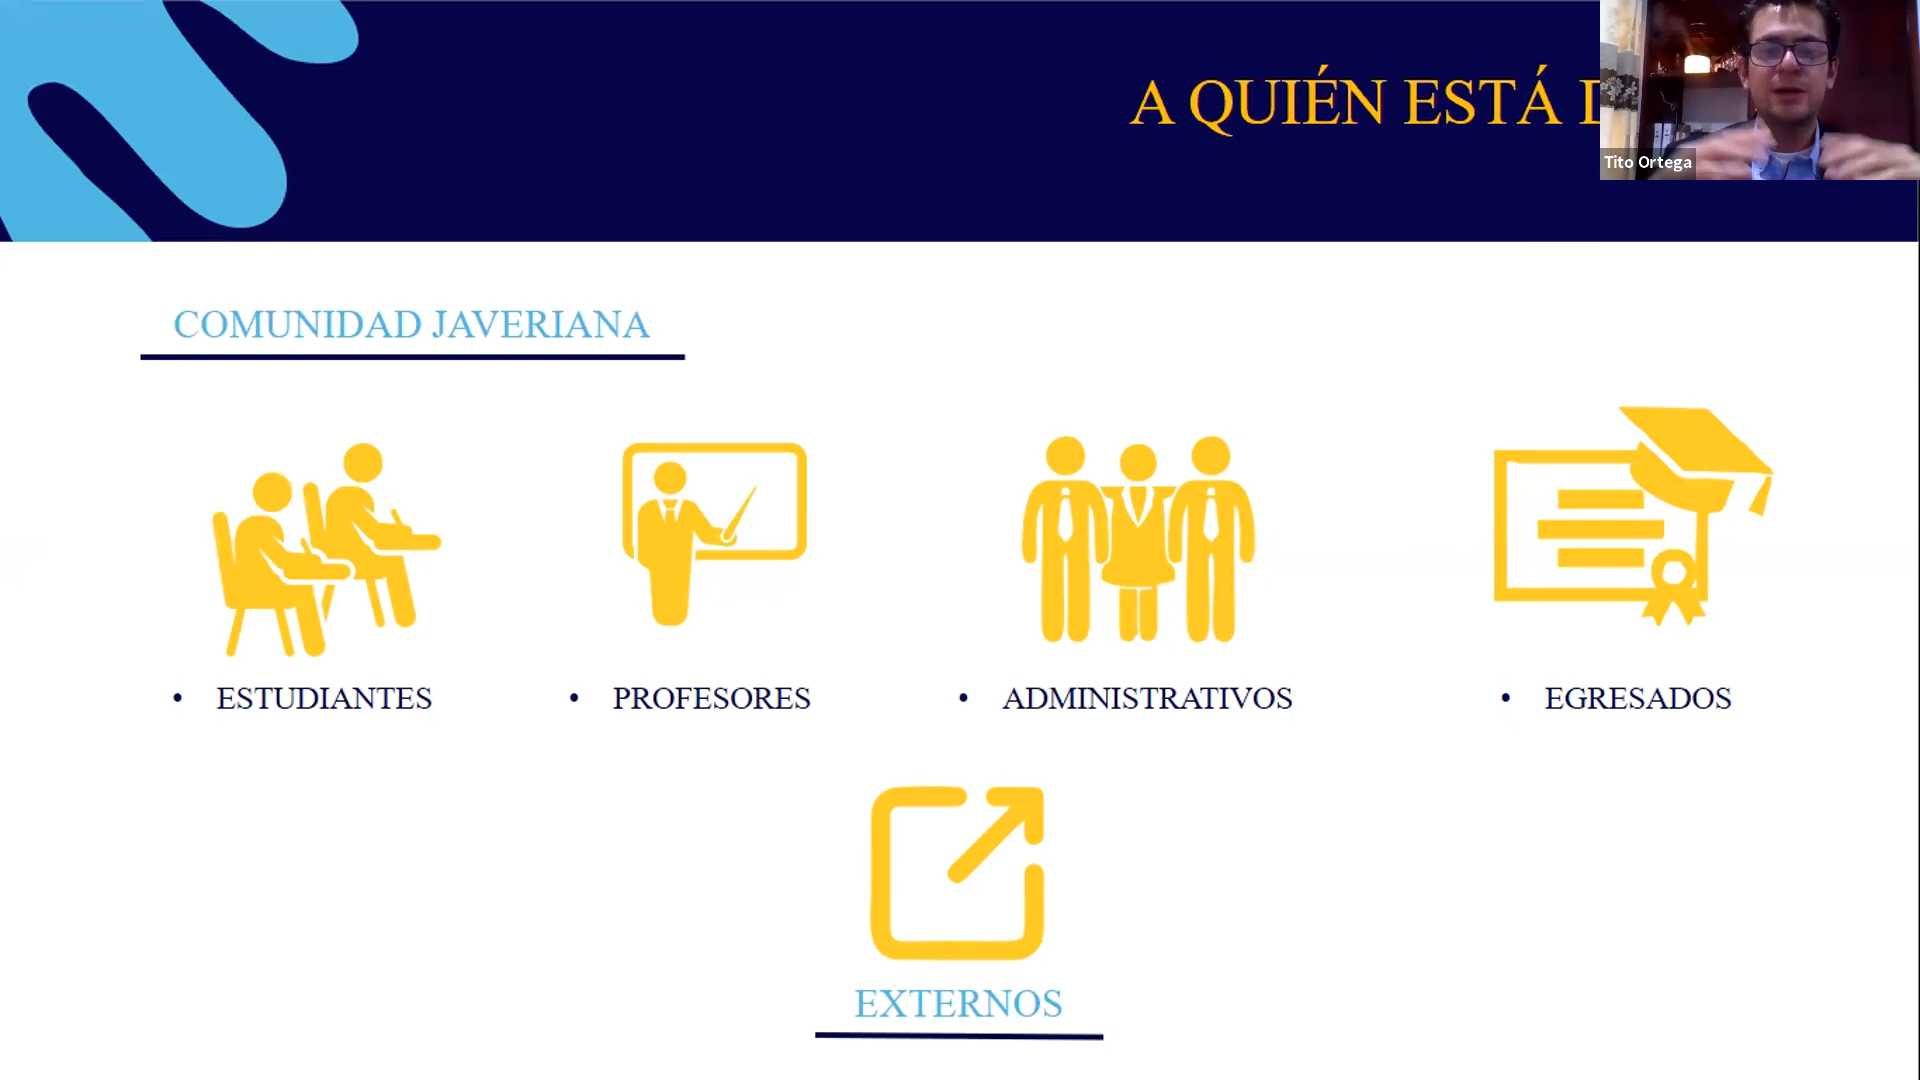 A QUIÉN ESTÁ
Tito Ortega
COMUNIDAD JAVERIANA
• ESTUDIANTES
• PROFESORES
• ADMINISTRATIVOS
• EGRESADOS
EXTERNOS